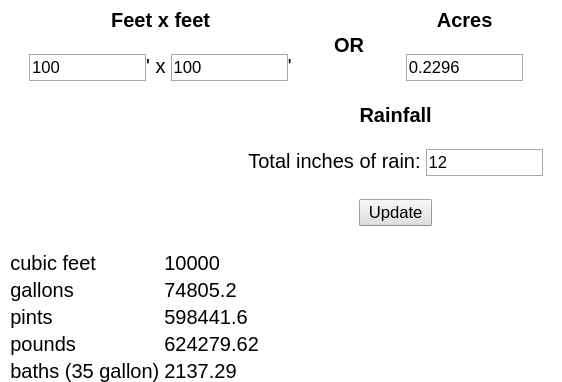 Feet x feet
Acres
OR
100 ' x 100 '
0.2296
Rainfall
Total inches of rain: 12
Update
cubic feet 10000
gallons 74805.2
pints 598441.6
pounds 624279.62
baths (35 gallon) 2137.29